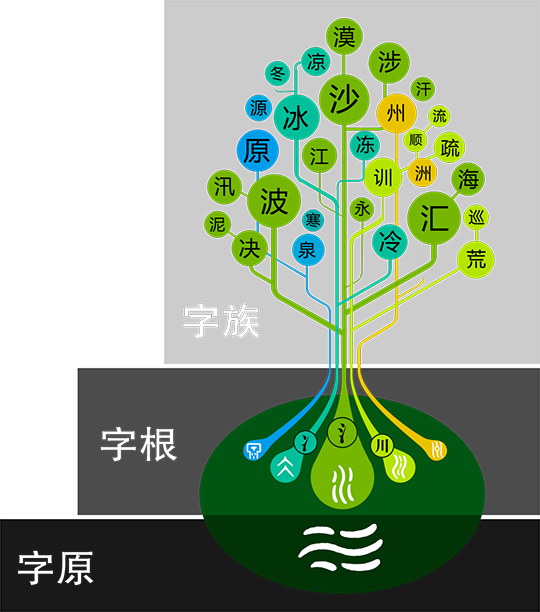 漠
凉
涉
冬
汗
沙
源
冰
州
流
顺
冻
疏
原
江
训
洲
海
汛
波
永
汇
巡
泥
寒
决
泉
冷
荒
字族
字根
川
字原